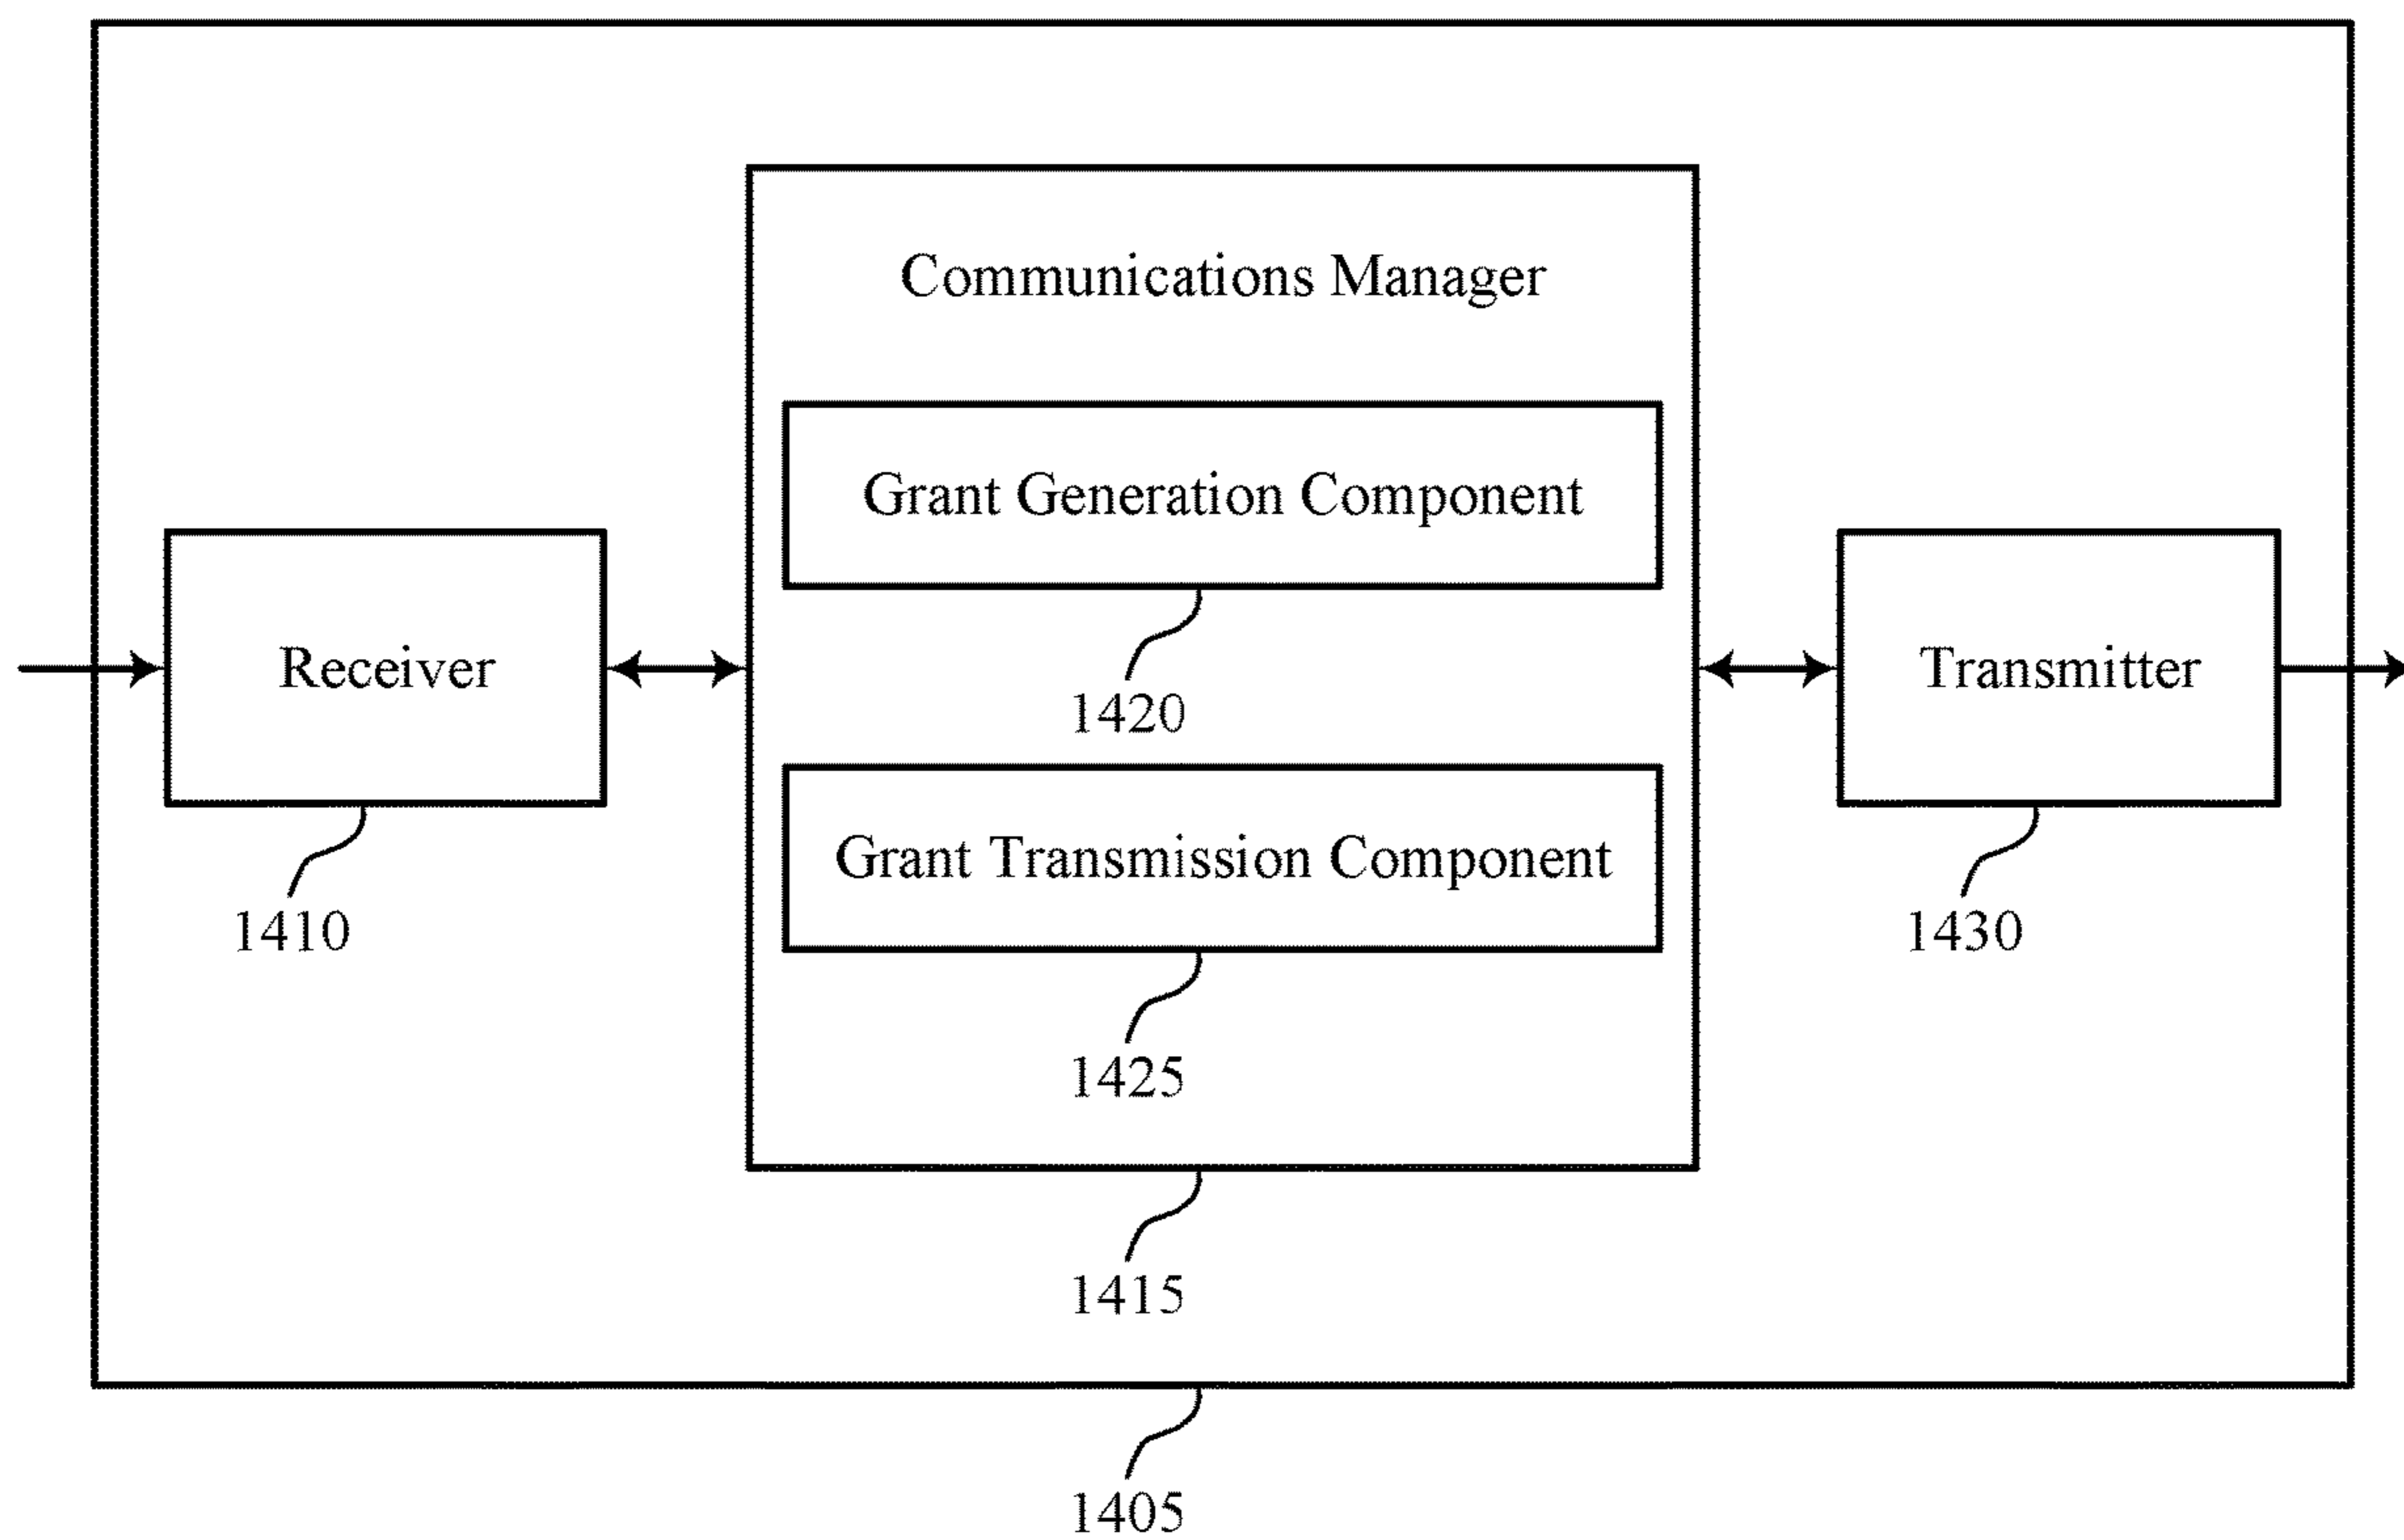 Communications Manager
Grant Generation Component
1420
Receiver
1410
Transmitter
1430
Grant Transmission Component
1425
1415
1405